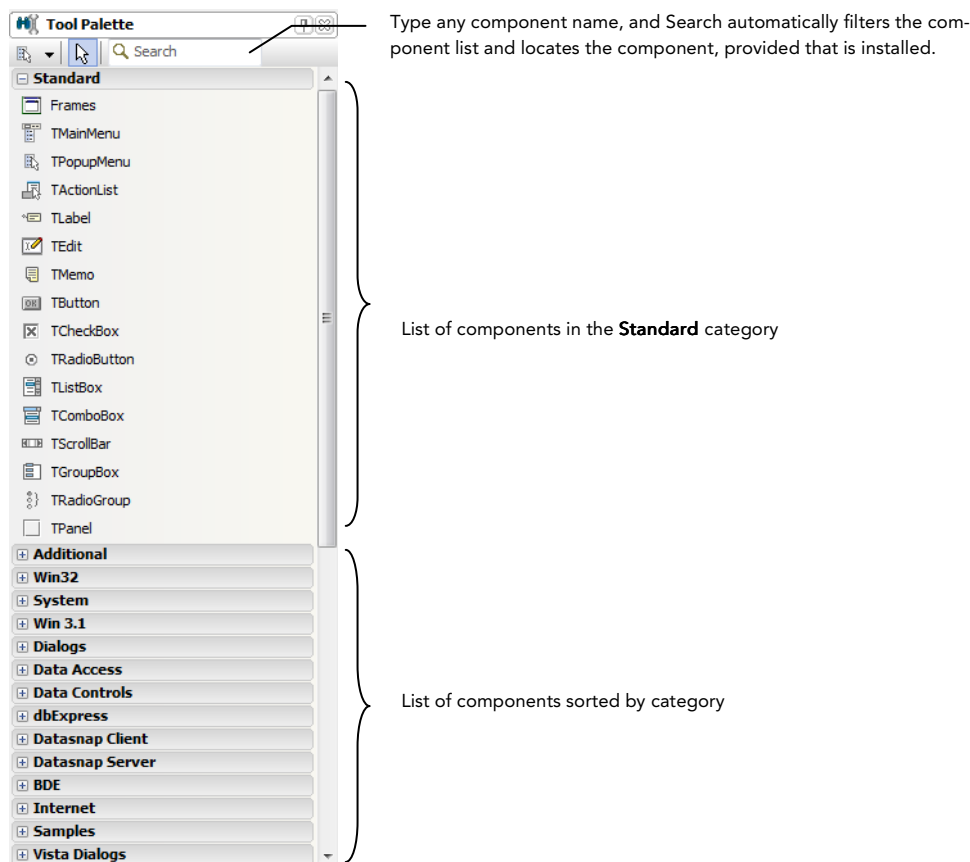 Tool Palette
Search
Type any component name, and Search automatically filters the com-
ponent list and locates the component, provided that is installed.
Standard
Frames
TMainMenu
TPopupMenu
TActionList
TLabel
TEdit
TMemo
TButton
TCheckBox
TRadioButton
TListBox
TComboBox
TScrollBar
TGroupBox
TRadioGroup
TPanel
List of components in the Standard category
Additional
Win32
System
Win 3.1
Dialogs
Data Access
Data Controls
dbExpress
Datasnap Client
Datasnap Server
BDE
Internet
Samples
Vista Dialogs
List of components sorted by category